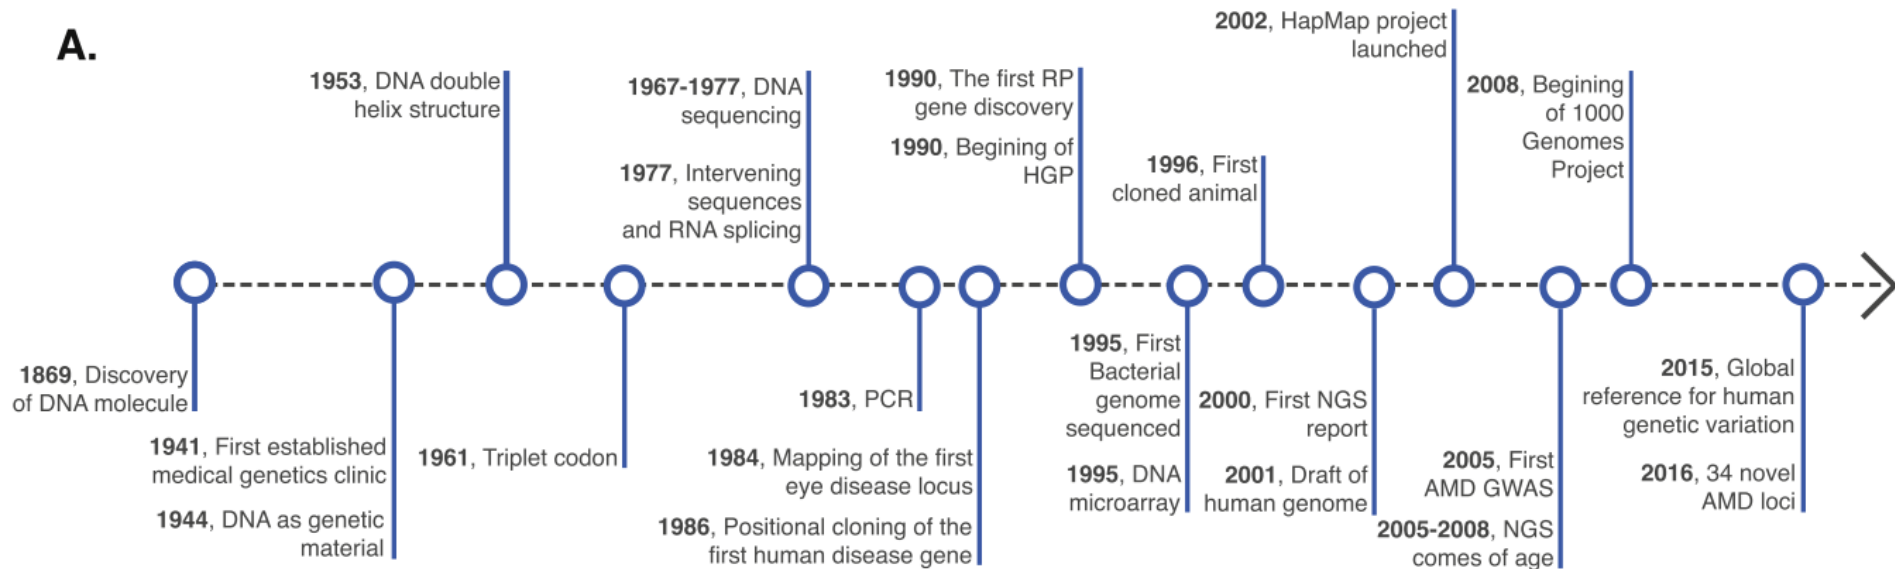 A.
1869, Discovery
of DNA molecule
1941, First established
medical genetics clinic
1944, DNA as genetic
material
1953, DNA double
helix structure
1961, Triplet codon
1967-1977, DNA
sequencing
1977, Intervening
sequences
and RNA splicing
1983, PCR
1984, Mapping of the first
eye disease locus
1986, Positional cloning of the
first human disease gene
1990, The first RP
gene discovery
1990, Begining of
HGP
1995, First
Bacterial
genome
sequenced
1995, DNA
microarray
1996, First
cloned animal
2000, First NGS
report
2001, Draft of
human genome
2002, HapMap project
launched
2005, First
AMD GWAS
2005-2008, NGS
comes of age
2008, Begining
of 1000
Genomes
Project
2015, Global
reference for human
genetic variation
2016, 34 novel
AMD loci